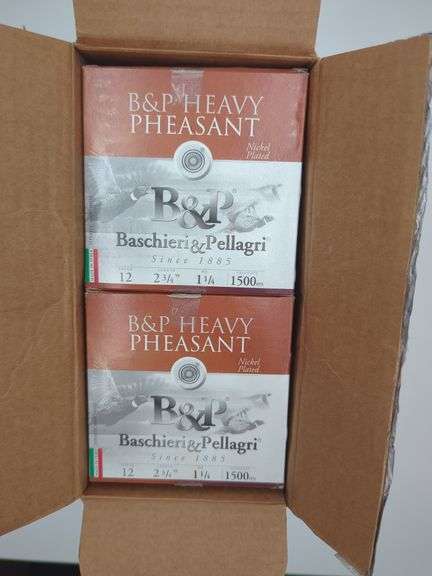 B&P HEAVY
PHEASANT
Nickel
Plated
B&P
Baschieri&Pellagri
Since 1885
12 2 3/4" 1 1/4 1500
B&P HEAVY
PHEASANT
Nickel
Plated
B&P
Baschieri&Pellagri
Since 1885
12 2 3/4" 1 1/4 1500